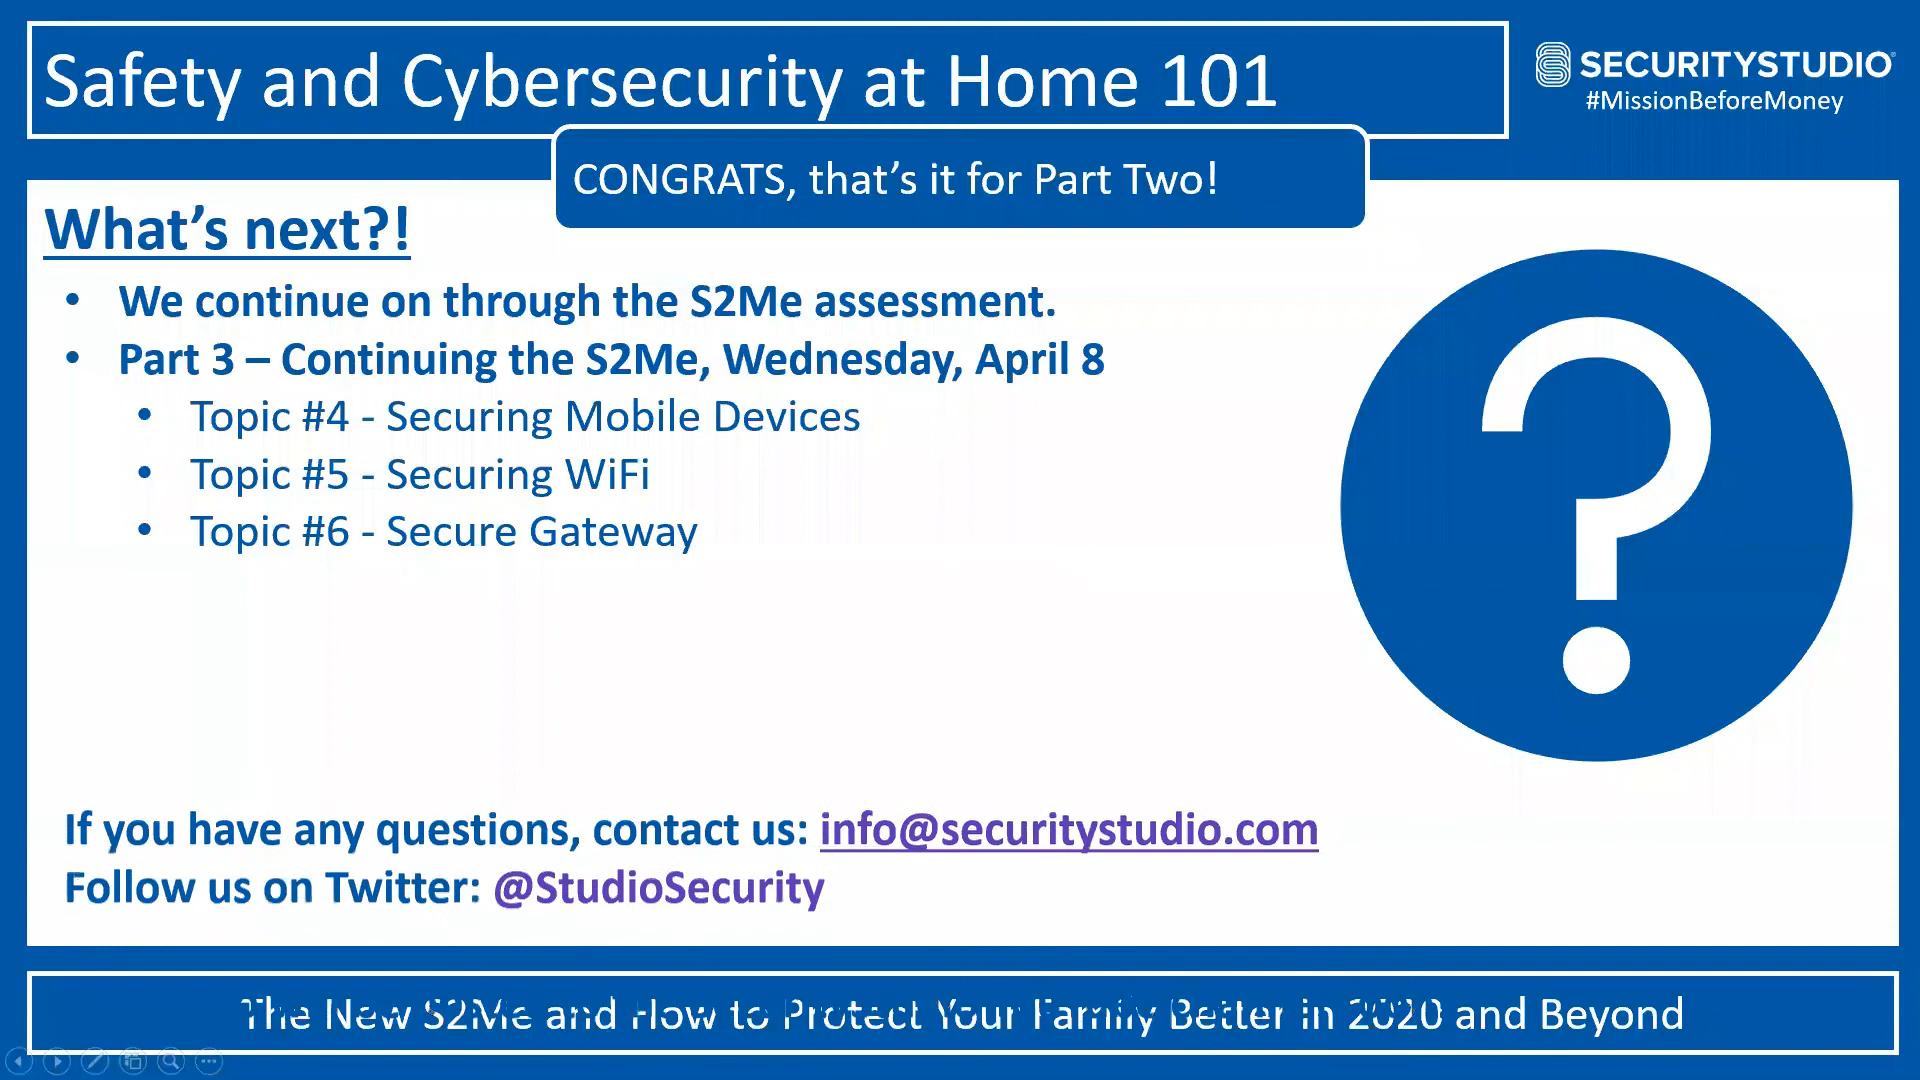 Safety and Cybersecurity at Home 101
SECURITYSTUDIO
#MissionBeforeMoney
CONGRATS, that's it for Part Two!
What's next?!
• We continue on through the S2Me assessment.
• Part 3 – Continuing the S2Me, Wednesday, April 8
• Topic #4 - Securing Mobile Devices
• Topic #5 - Securing WiFi
• Topic #6 - Secure Gateway
If you have any questions, contact us: info@securitystudio.com
Follow us on Twitter: @StudioSecurity
The New S2Me and How to Protect Your Family Better in 2020 and Beyond